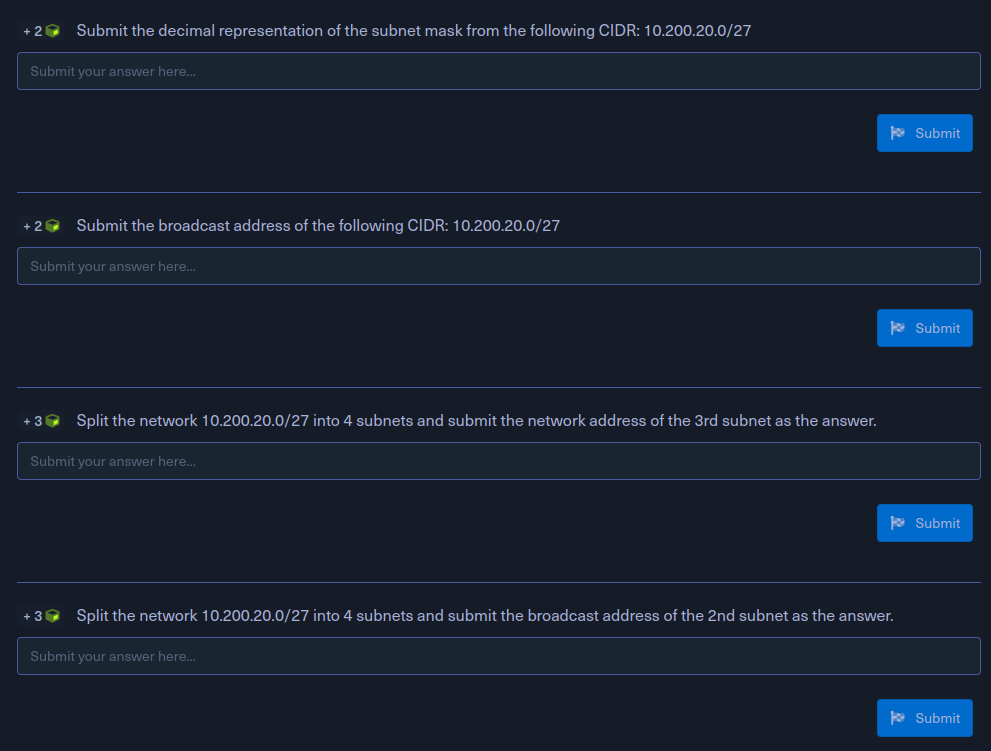 + 2 Submit the decimal representation of the subnet mask from the following CIDR: 10.200.20.0/27
Submit your answer here...
Submit
+ 2 Submit the broadcast address of the following CIDR: 10.200.20.0/27
Submit your answer here...
Submit
+ 3 Split the network 10.200.20.0/27 into 4 subnets and submit the network address of the 3rd subnet as the answer.
Submit your answer here...
Submit
+ 3 Split the network 10.200.20.0/27 into 4 subnets and submit the broadcast address of the 2nd subnet as the answer.
Submit your answer here...
Submit